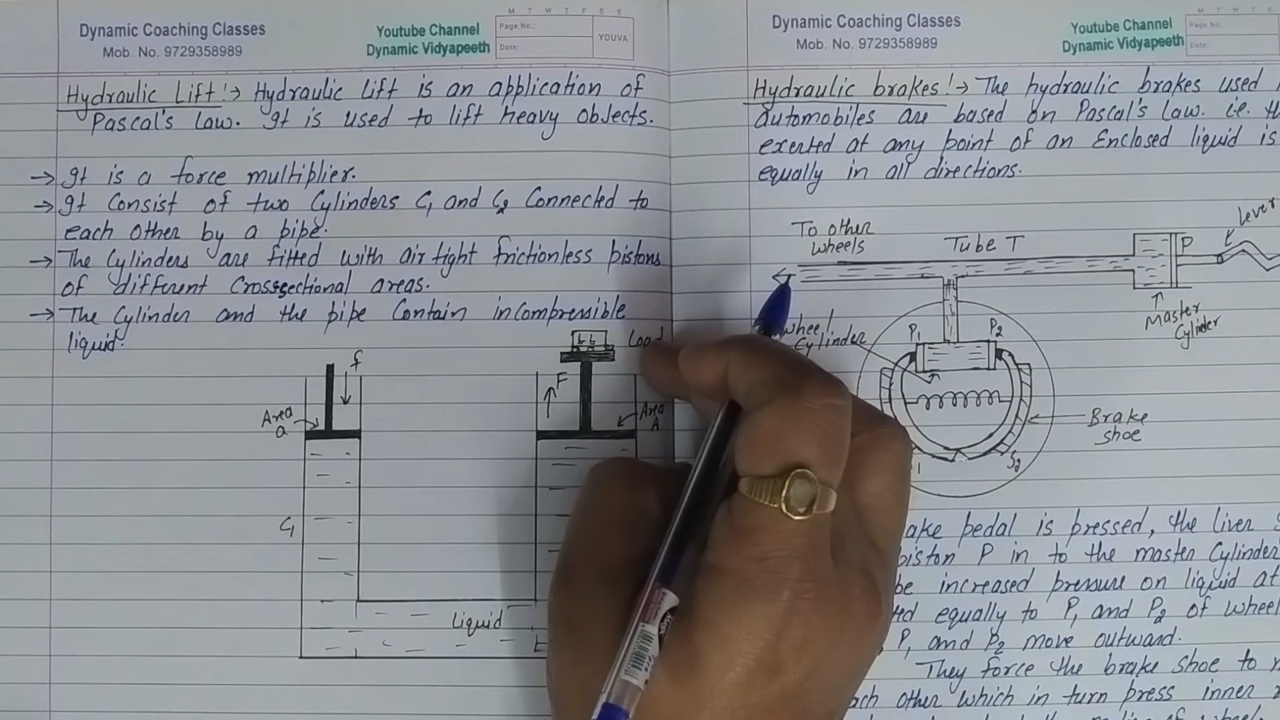 Dynamic Coaching Classes
Mob. No. 9729358989
Youtube Channel
Dynamic Vidyapeeth
M T W T F S S
Page No.:
Date:
YOUVA
Hydraulic Lift :→ Hydraulic Lift is an application of
Pascal's Law. It is used to lift heavy objects.
→ It is a force multiplier.
→ It Consist of two Cylinders C1 and C2 Connected to
each other by a pipe.
→ The Cylinders are fitted with air tight frictionless pistons
of different Crosssectional areas.
→ The Cylinder and the pipe Contain incompressible
liquid.
f
Area
a
F
Load
Area
A
C1
Liquid
Dynamic Coaching Classes
Mob. No. 9729358989
Youtube Channel
Dynamic Vidyapeeth
M T W T F
Page No.:
Date:
Hydraulic brakes :→ The hydraulic brakes used
automobiles are based on Pascal's Law. i.e.
exerted at any point of an Enclosed liquid is
equally in all directions.
To other
wheels
Tube T
P
Lever
Master
Cylinder
wheel
Cylinder
P1
P2
Brake
shoe
S2
pedal is pressed, the liver
piston P in to the master Cylinder
increased pressure on liquid at
equally to P1 and P2 of wheel
P1 and P2 move outward.
They force the brake shoe to
other which in turn press inner